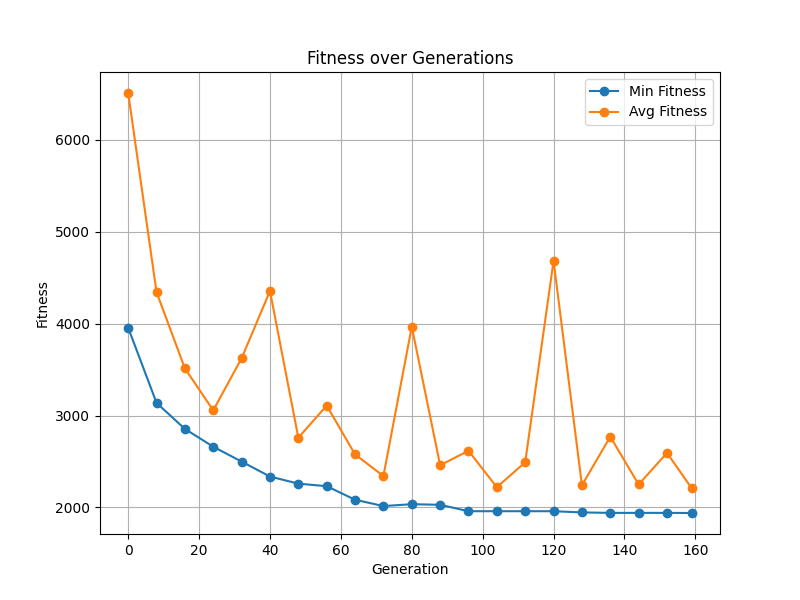 Fitness over Generations
Min Fitness
Avg Fitness
6000
5000
4000
3000
2000
Fitness
0 20 40 60 80 100 120 140 160
Generation